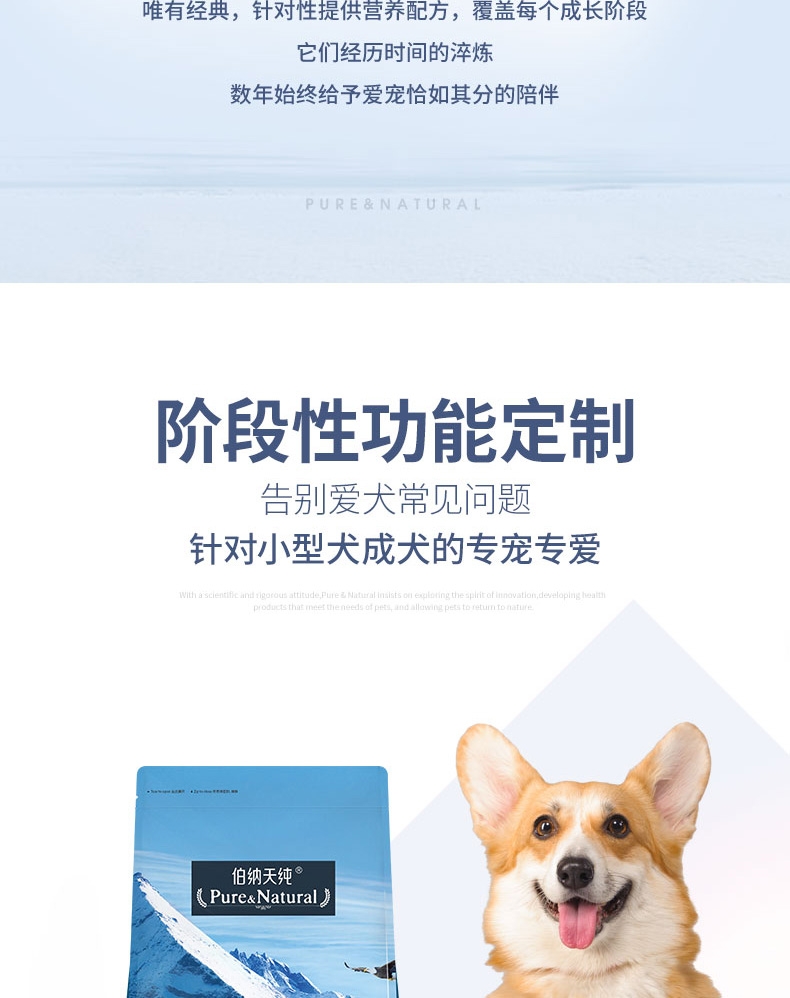 唯有经典，针对性提供营养配方，覆盖每个成长阶段
它们经历时间的淬炼
数年始终给予爱宠恰如其分的陪伴
PURE&NATURAL
阶段性功能定制
告别爱犬常见问题
针对小型犬成犬的专宠专爱
With a scientific and rigorous attitude,Pure & Natural insists on exploring the spirit of innovation,developing health
products that meet the needs of pets, and allowing pets to return to nature.
伯纳天纯®
Pure&Natural